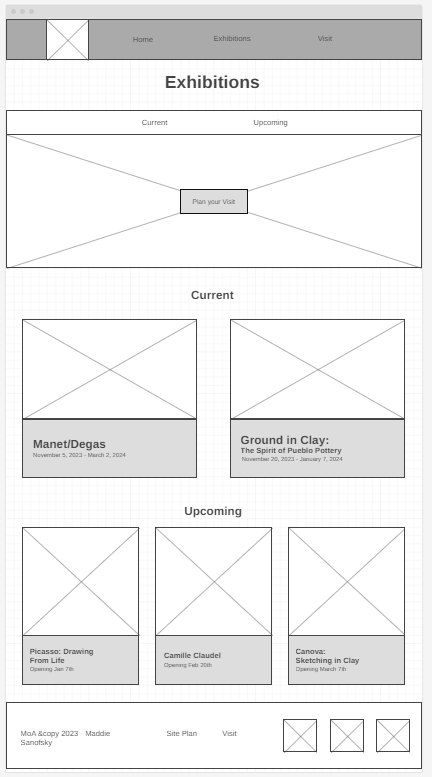 Home Exhibitions Visit
Exhibitions
Current Upcoming
Plan your Visit
Current
Manet/Degas
November 5, 2023 - March 2, 2024
Ground in Clay:
The Spirit of Pueblo Pottery
November 20, 2023 - January 7, 2024
Upcoming
Picasso: Drawing
From Life
Opening Jan 7th
Camille Claudel
Opening Feb 20th
Canova:
Sketching in Clay
Opening March 7th
MoA &copy 2023 Maddie
Sanofsky
Site Plan Visit